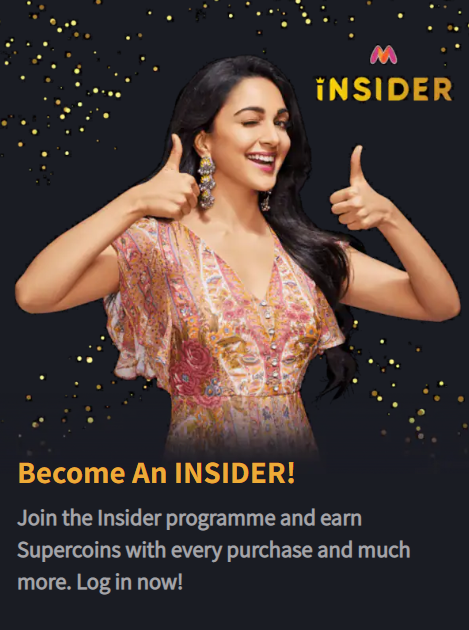 iNSIDER
Become An INSIDER!
Join the Insider programme and earn
Supercoins with every purchase and much
more. Log in now!